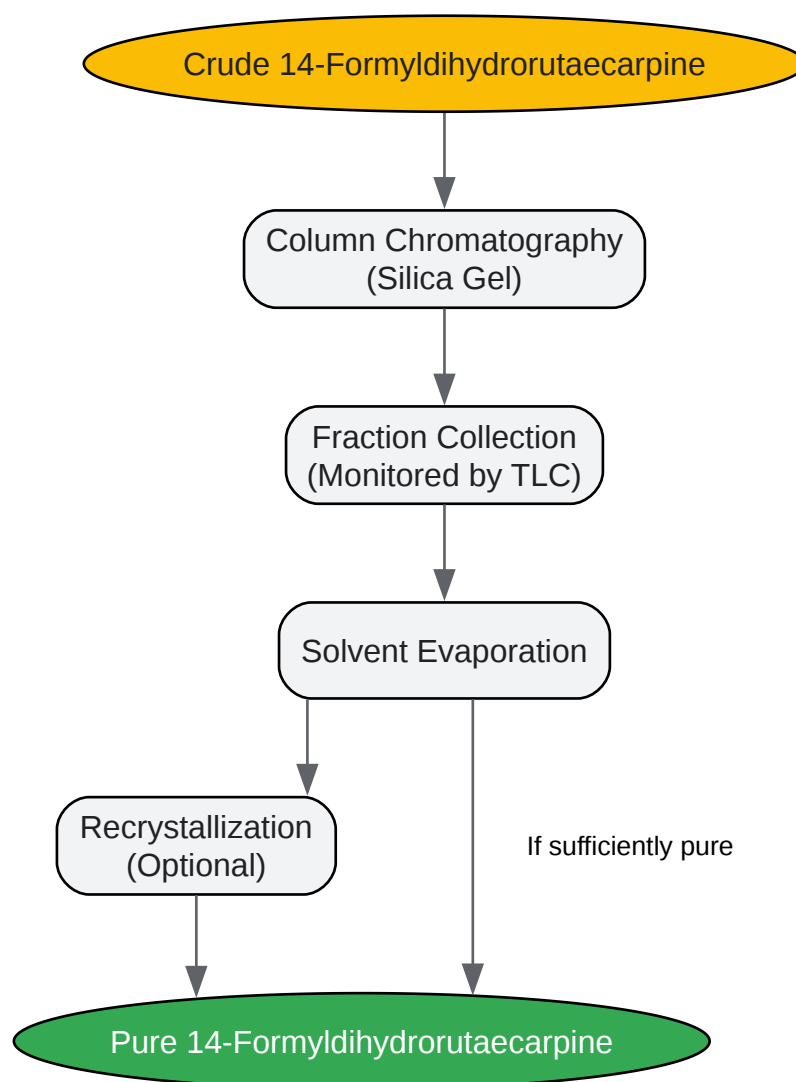 Crude 14-Formyldihydrorutaecarpine
Column Chromatography
(Silica Gel)
Fraction Collection
(Monitored by TLC)
Solvent Evaporation
Recrystallization
(Optional)
If sufficiently pure
Pure 14-Formyldihydrorutaecarpine